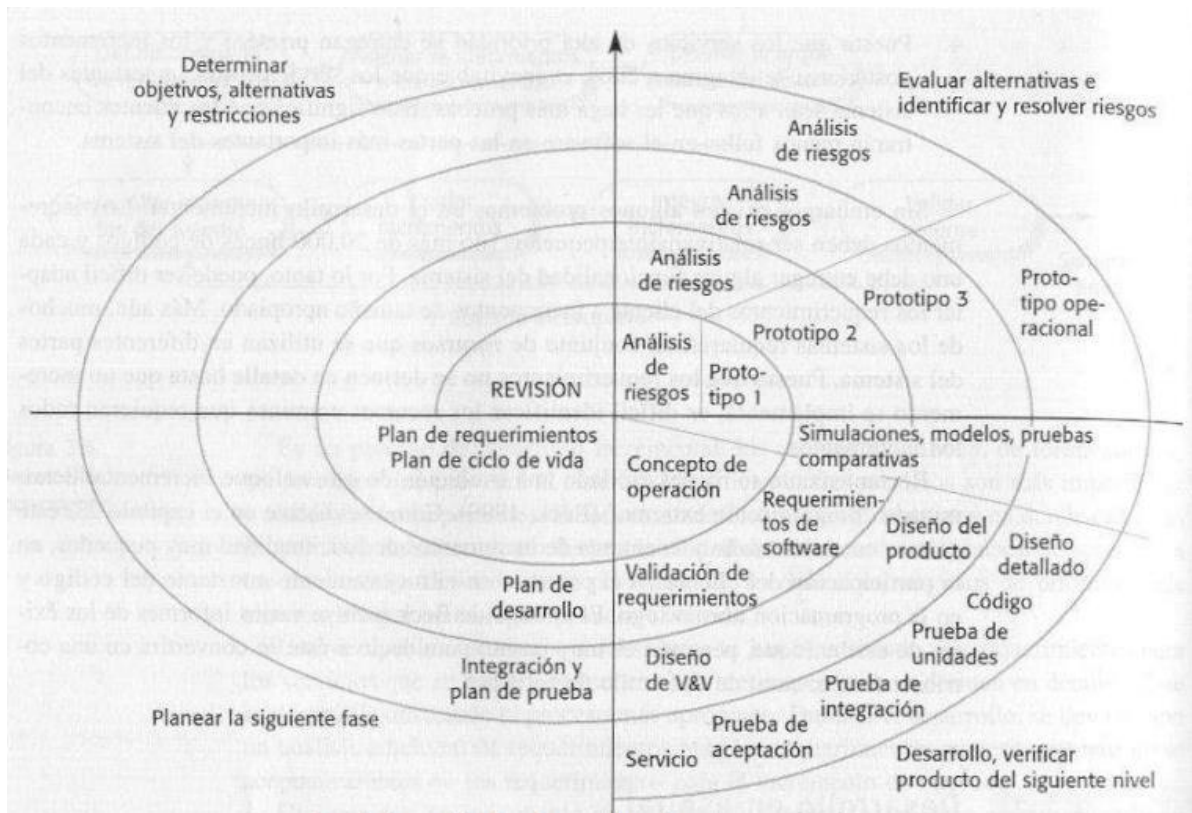 Determinar
objetivos, alternativas
y restricciones
Evaluar alternativas e
identificar y resolver riesgos
Análisis
de riesgos
Análisis
de riesgos
Análisis
de riesgos
Análisis
de
riesgos
Proto-
tipo 1
Prototipo 2
Prototipo 3
Proto-
tipo ope-
racional
REVISIÓN
Plan de requerimientos
Plan de ciclo de vida
Concepto de
operación
Simulaciones, modelos, pruebas
comparativas
Requerimien-
tos de
software
Diseño del
producto
Diseño
detallado
Plan de
desarrollo
Validación de
requerimientos
Código
Prueba de
unidades
Integración y
plan de prueba
Diseño
de V&V
Prueba de
integración
Planear la siguiente fase
Prueba de
aceptación
Servicio
Desarrollo, verificar
producto del siguiente nivel